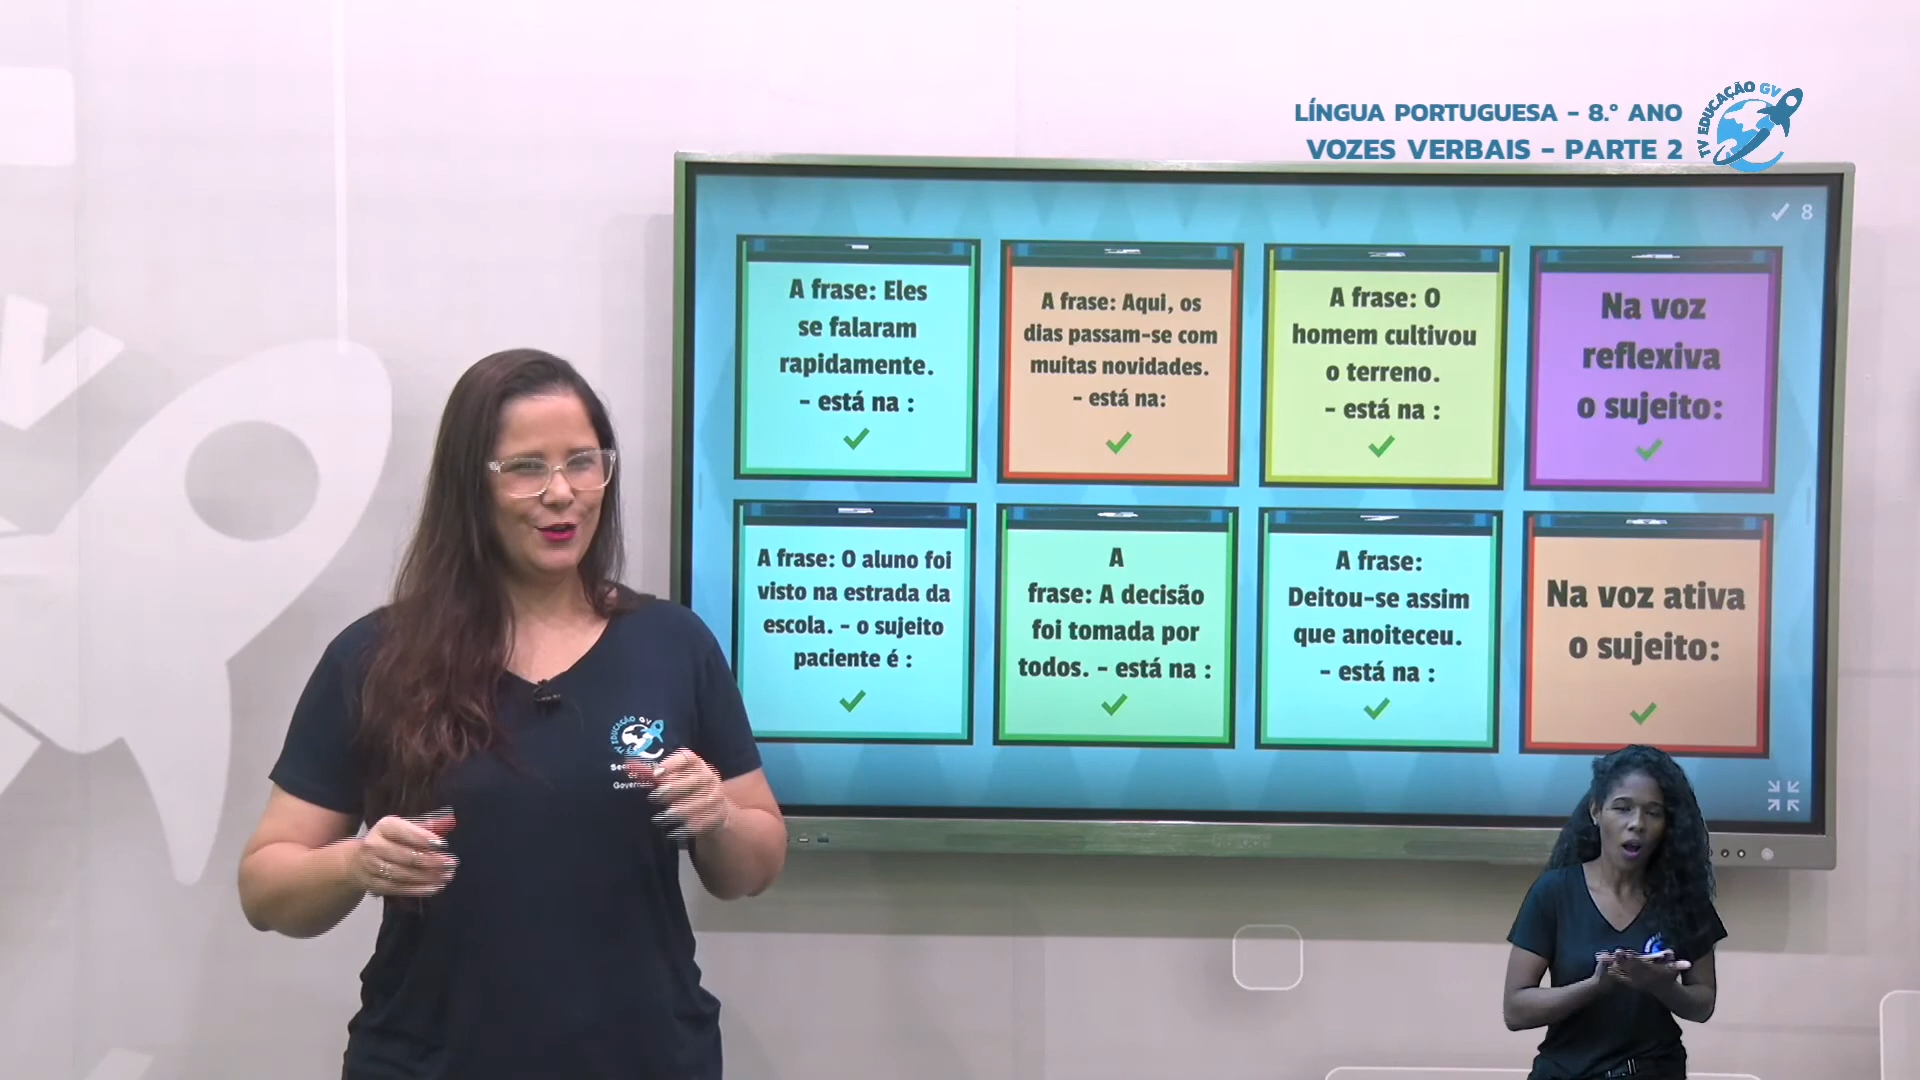 LÍNGUA PORTUGUESA - 8.º ANO
VOZES VERBAIS - PARTE 2
TV EDUCAÇÃO GV
8
A frase: Eles
se falaram
rapidamente.
- está na :
A frase: Aqui, os
dias passam-se com
muitas novidades.
- está na:
A frase: O
homem cultivou
o terreno.
- está na :
Na voz
reflexiva
o sujeito:
A frase: O aluno foi
visto na estrada da
escola. - o sujeito
paciente é :
A
frase: A decisão
foi tomada por
todos. - está na :
A frase:
Deitou-se assim
que anoiteceu.
- está na :
Na voz ativa
o sujeito:
TV EDUCAÇÃO GV